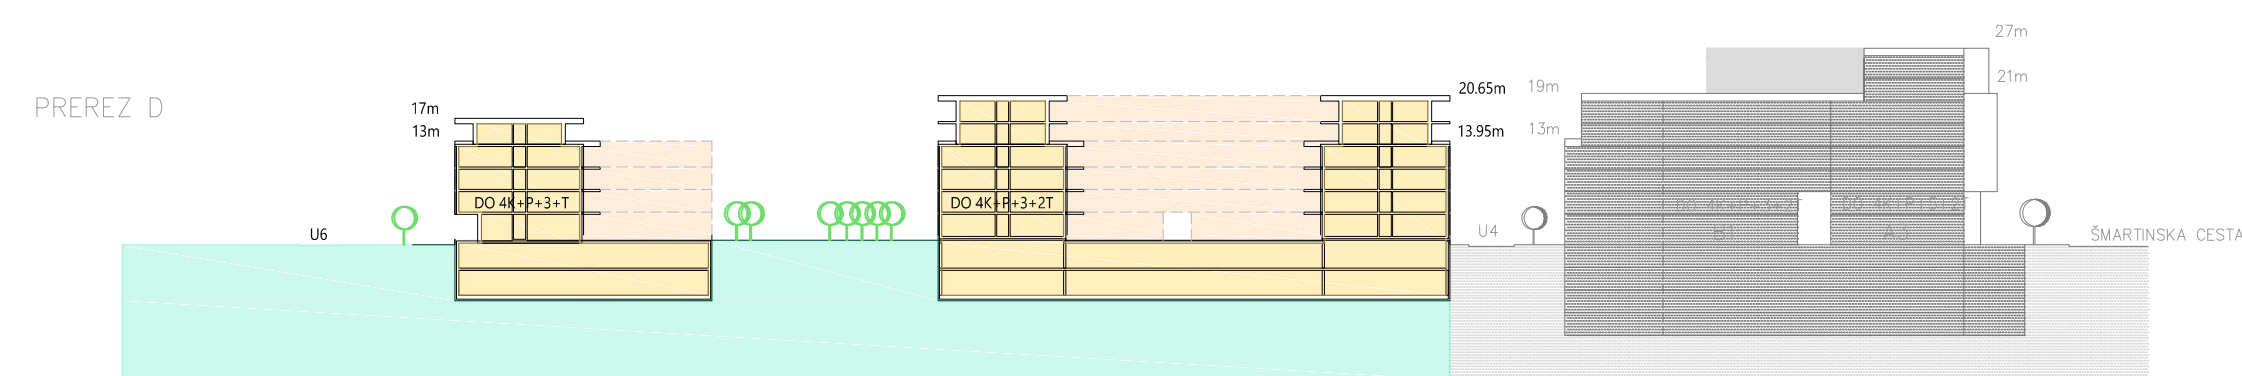 27m
21m
19m
20.65m
PREREZ D
17m
13m
13.95m
13m
DO 4K+P+3+T
DO 4K+P+3+2T
U6
U4
ŠMARTINSKA CESTA